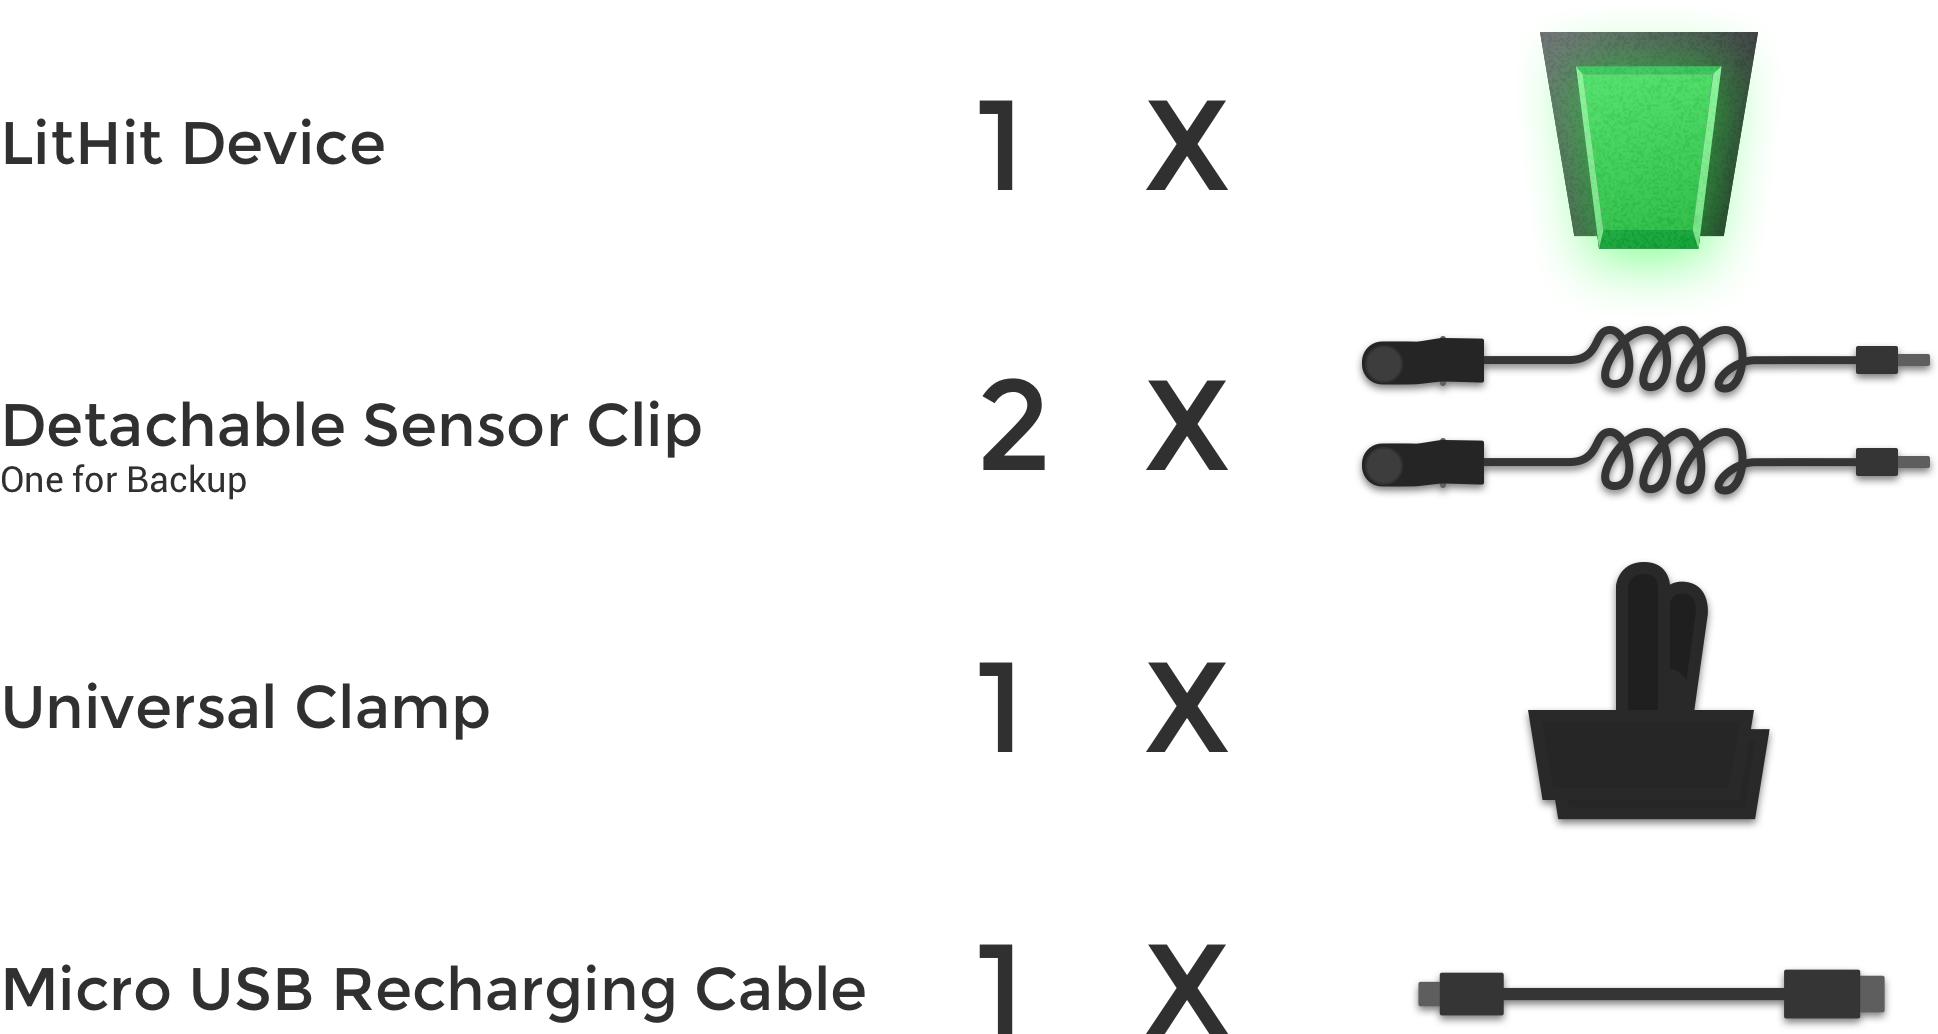 LitHit Device 1 X
Detachable Sensor Clip 2 X
One for Backup
Universal Clamp 1 X
Micro USB Recharging Cable 1 X